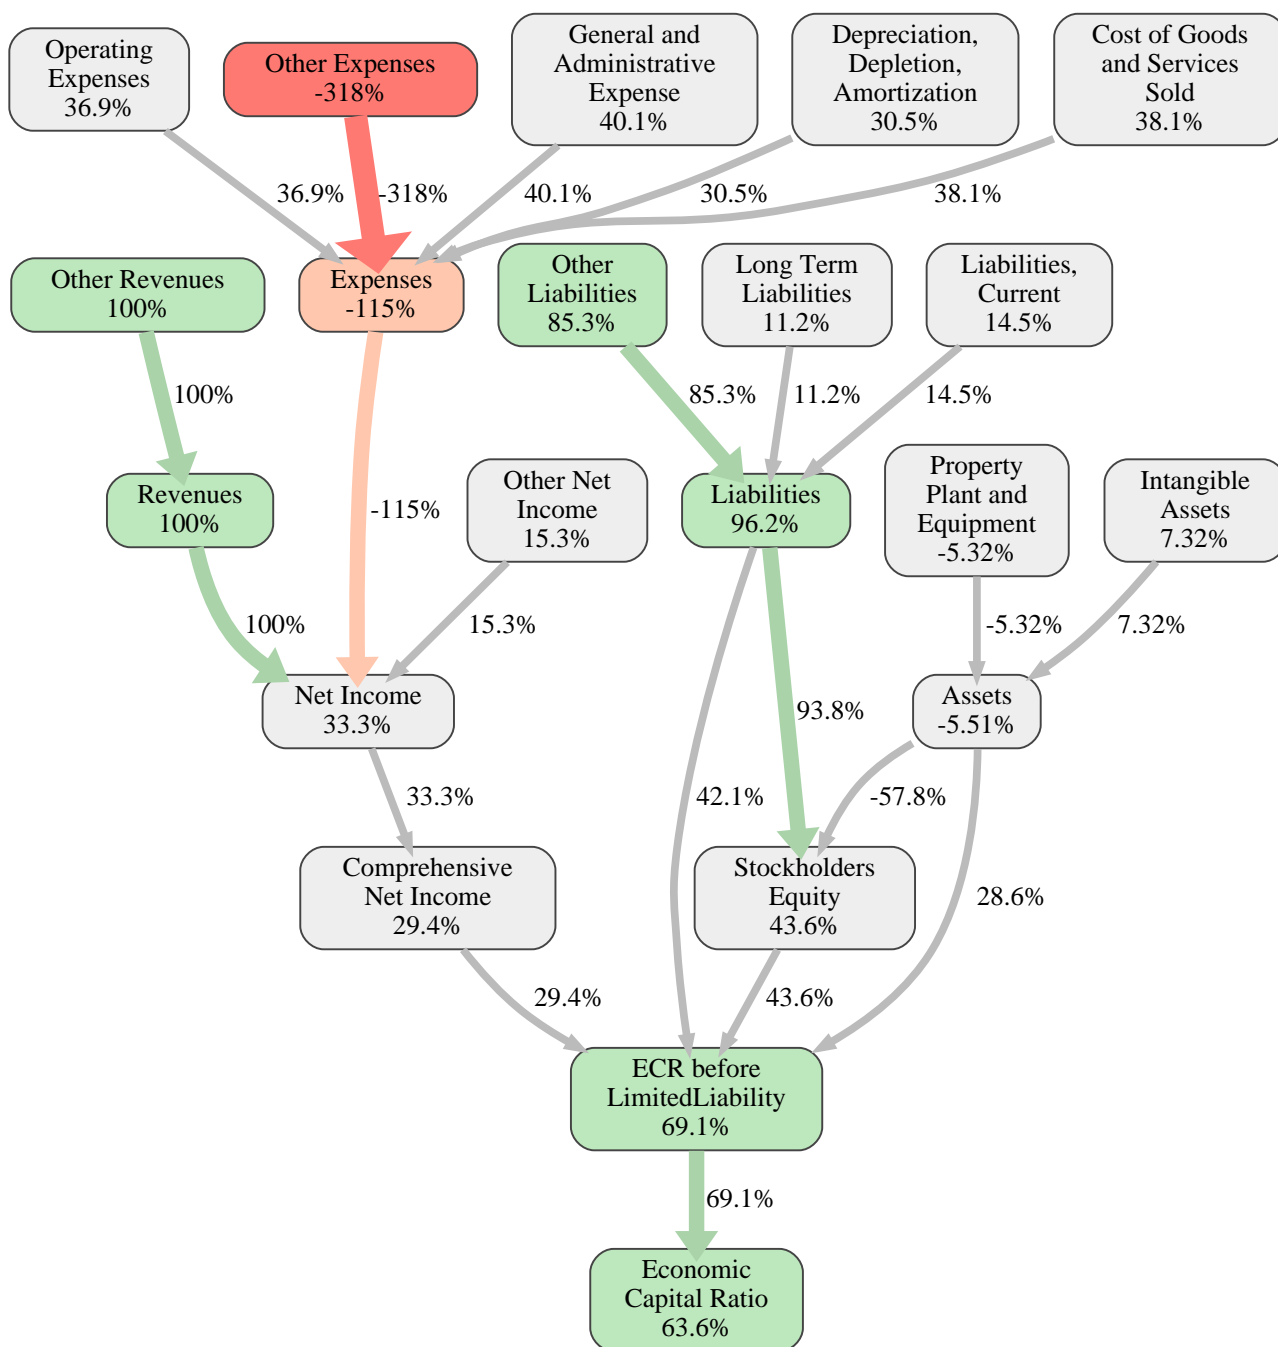 Operating
Expenses
36.9%
Other Expenses
-318%
General and
Administrative
Expense
40.1%
Depreciation,
Depletion,
Amortization
30.5%
Cost of Goods
and Services
Sold
38.1%
36.9%
-318%
40.1%
30.5%
38.1%
Other Revenues
100%
Expenses
-115%
Other
Liabilities
85.3%
Long Term
Liabilities
11.2%
Liabilities,
Current
14.5%
100%
85.3%
11.2%
14.5%
Revenues
100%
-115%
Other Net
Income
15.3%
Liabilities
96.2%
Property
Plant and
Equipment
-5.32%
Intangible
Assets
7.32%
100%
15.3%
-5.32%
7.32%
Net Income
33.3%
93.8%
Assets
-5.51%
33.3%
42.1%
-57.8%
Comprehensive
Net Income
29.4%
Stockholders
Equity
43.6%
28.6%
29.4%
43.6%
ECR before
LimitedLiability
69.1%
69.1%
Economic
Capital Ratio
63.6%